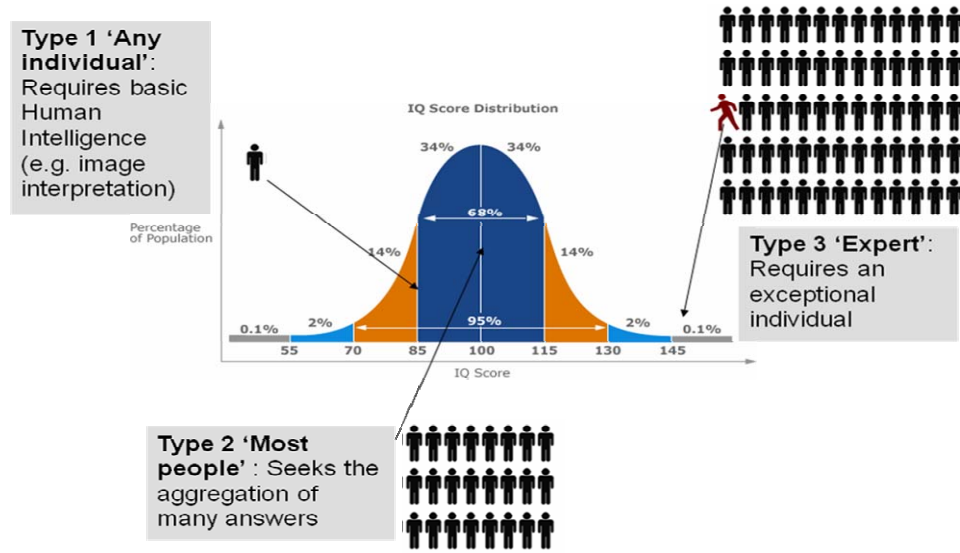 Type 1 ‘Any
individual’:
Requires basic
Human
Intelligence
(e.g. image
interpretation)
IQ Score Distribution
34%
34%
68%
Percentage
of Population
14%
14%
95%
0.1%
2%
2%
0.1%
55
70
85
100
115
130
145
IQ Score
Type 3 ‘Expert’:
Requires an
exceptional
individual
Type 2 ‘Most
people’ : Seeks the
aggregation of
many answers